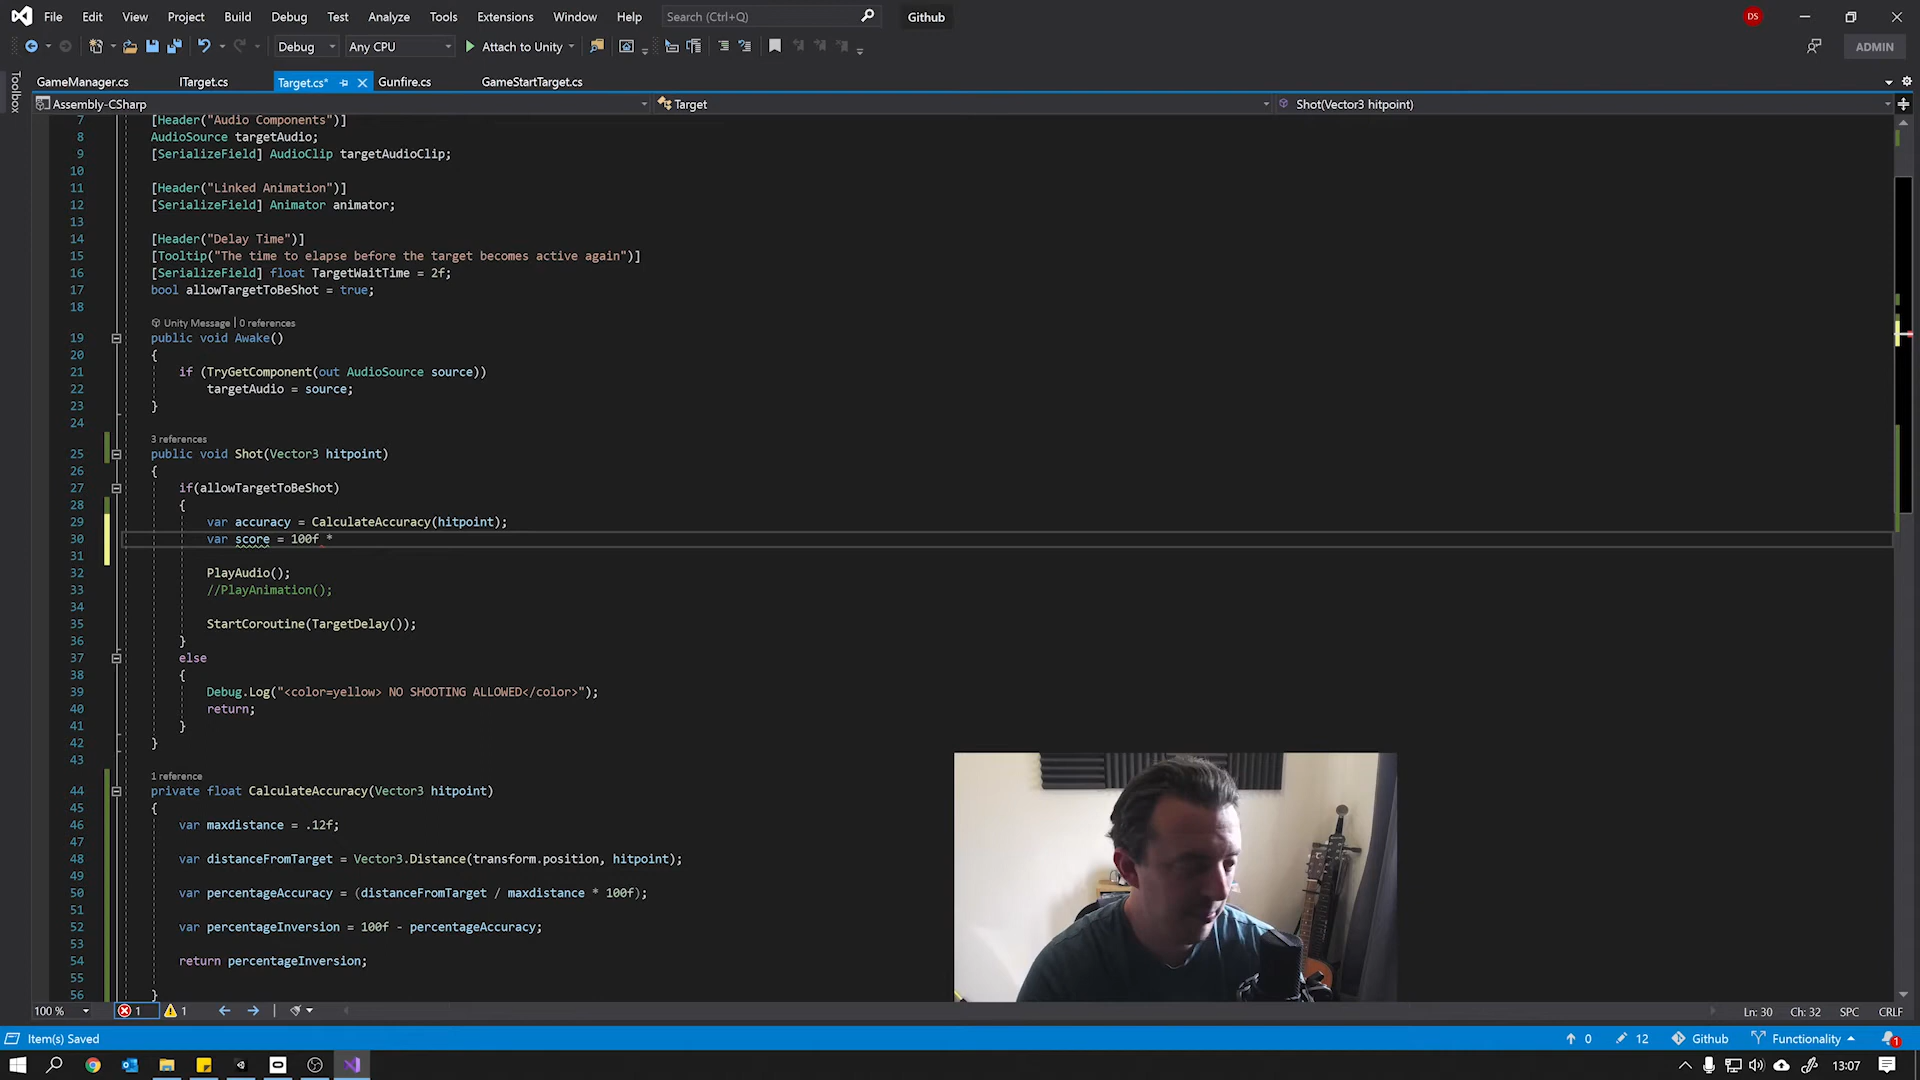 File Edit View Project Build Debug Test Analyze Tools Extensions Window Help Search (Ctrl+Q) Github DS
Debug Any CPU Attach to Unity ADMIN
Toolbox
GameManager.cs ITarget.cs Target.cs* Gunfire.cs GameStartTarget.cs
Assembly-CSharp Target Shot(Vector3 hitpoint)
7 [Header("Audio Components")]
8 AudioSource targetAudio;
9 [SerializeField] AudioClip targetAudioClip;
10
11 [Header("Linked Animation")]
12 [SerializeField] Animator animator;
13
14 [Header("Delay Time")]
15 [Tooltip("The time to elapse before the target becomes active again")]
16 [SerializeField] float TargetWaitTime = 2f;
17 bool allowTargetToBeShot = true;
18
Unity Message | 0 references
19 public void Awake()
20 {
21 if (TryGetComponent(out AudioSource source))
22 targetAudio = source;
23 }
24
3 references
25 public void Shot(Vector3 hitpoint)
26 {
27 if(allowTargetToBeShot)
28 {
29 var accuracy = CalculateAccuracy(hitpoint);
30 var score = 100f *
31
32 PlayAudio();
33 //PlayAnimation();
34
35 StartCoroutine(TargetDelay());
36 }
37 else
38 {
39 Debug.Log("<color=yellow> NO SHOOTING ALLOWED</color>");
40 return;
41 }
42 }
43
1 reference
44 private float CalculateAccuracy(Vector3 hitpoint)
45 {
46 var maxdistance = .12f;
47
48 var distanceFromTarget = Vector3.Distance(transform.position, hitpoint);
49
50 var percentageAccuracy = (distanceFromTarget / maxdistance * 100f);
51
52 var percentageInversion = 100f - percentageAccuracy;
53
54 return percentageInversion;
55
56 }
100 % 1 1 Ln: 30 Ch: 32 SPC CRLF
Item(s) Saved 0 12 Github Functionality 1
13:07